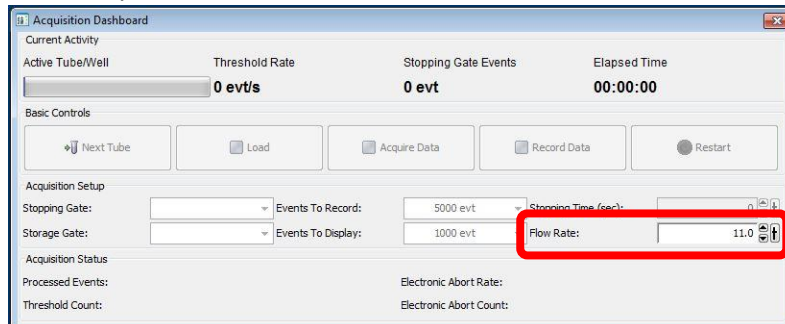 Acquisition Dashboard
Current Activity
Active Tube/Well Threshold Rate Stopping Gate Events Elapsed Time
0 evt/s 0 evt 00:00:00
Basic Controls
Next Tube Load Acquire Data Record Data Restart
Acquisition Setup
Stopping Gate: Events To Record: 5000 evt Stopping Time (sec): 0
Storage Gate: Events To Display: 1000 evt Flow Rate: 11.0
Acquisition Status
Processed Events: Electronic Abort Rate:
Threshold Count: Electronic Abort Count: